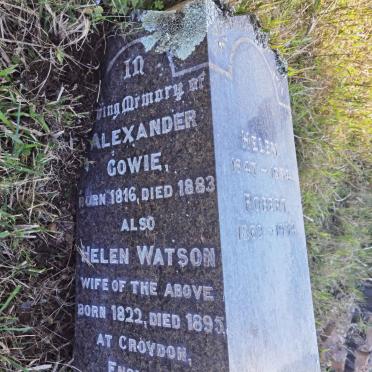 IN
Loving Memory of
ALEXANDER
COWIE,
BORN 1816, DIED 1883
ALSO
HELEN WATSON
WIFE OF THE ABOVE
BORN 1822, DIED 1895,
AT CROYDON,
HELEN
ROBERT